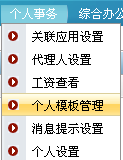 个人事务 综合办公
关联应用设置
代理人设置
工资查看
个人模板管理
消息提示设置
个人设置